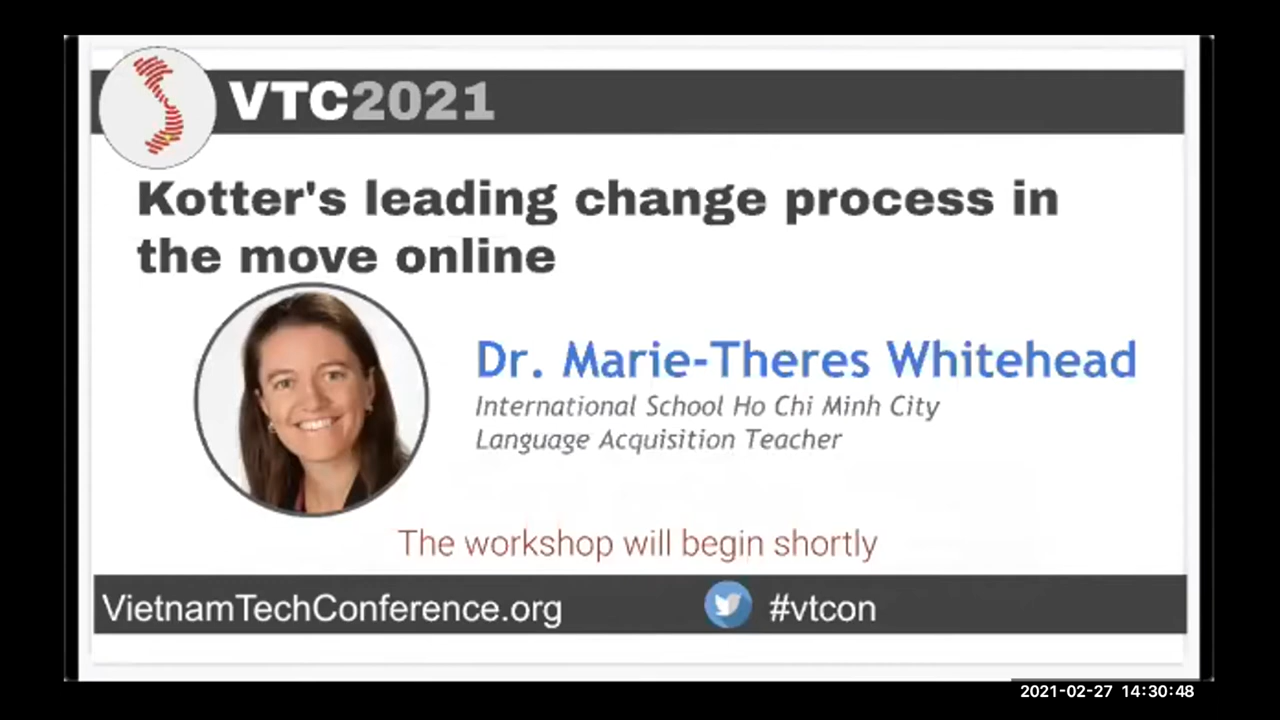 VTC2021
Kotter's leading change process in
the move online
Dr. Marie-Theres Whitehead
International School Ho Chi Minh City
Language Acquisition Teacher
The workshop will begin shortly
VietnamTechConference.org #vtcon
2021-02-27 14:30:48